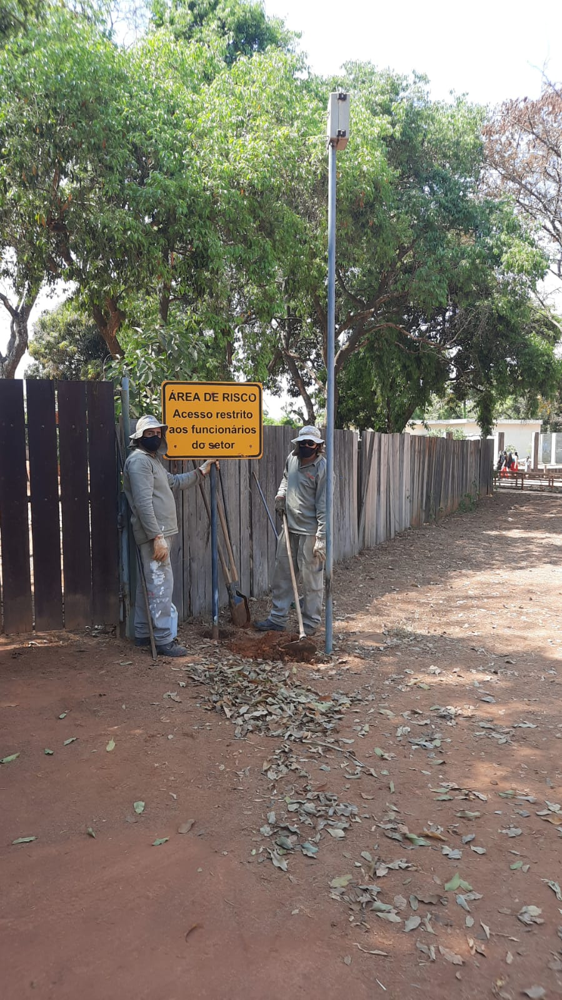 ÁREA DE RISCO
Acesso restrito
aos funcionários
do setor